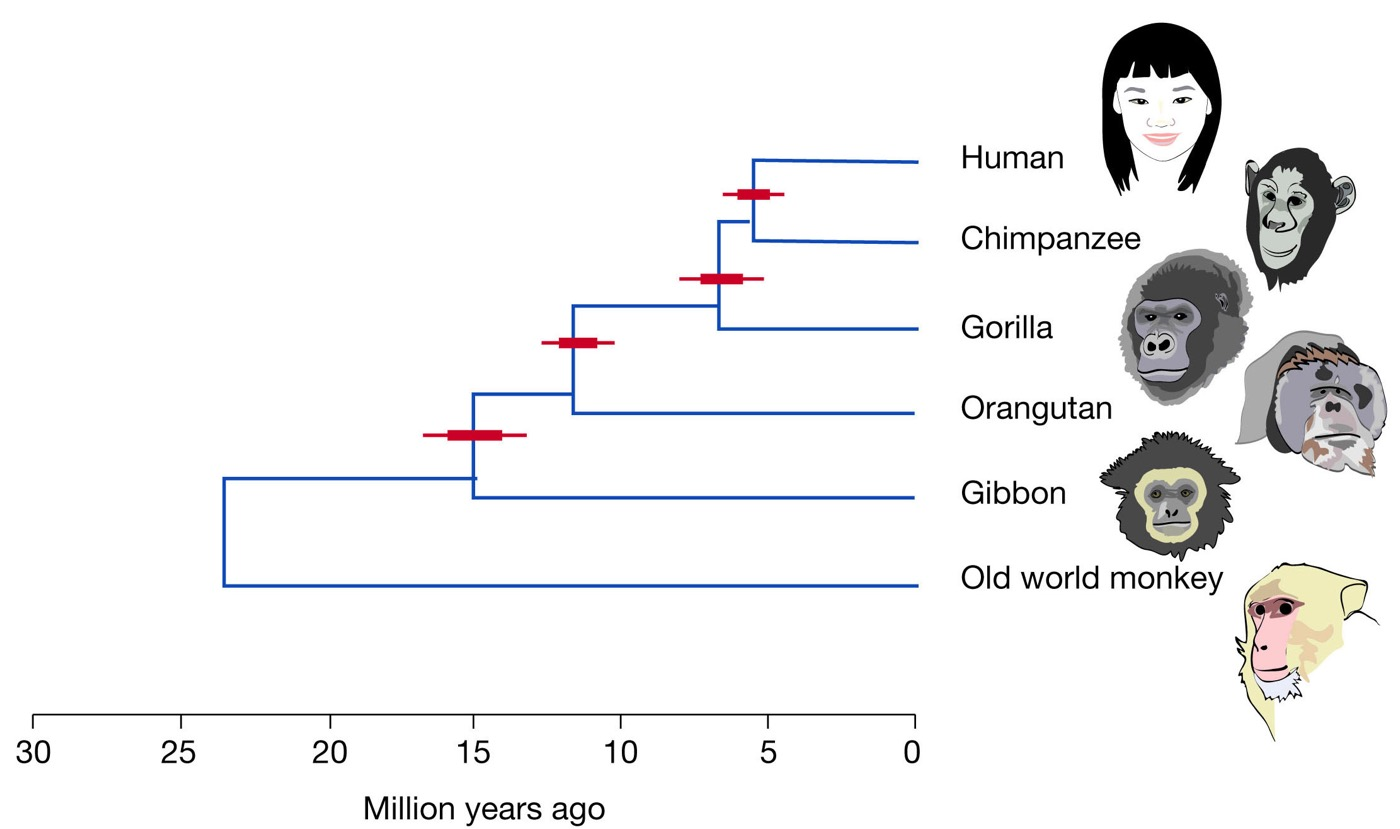 Human
Chimpanzee
Gorilla
Orangutan
Gibbon
Old world monkey
30 25 20 15 10 5 0
Million years ago